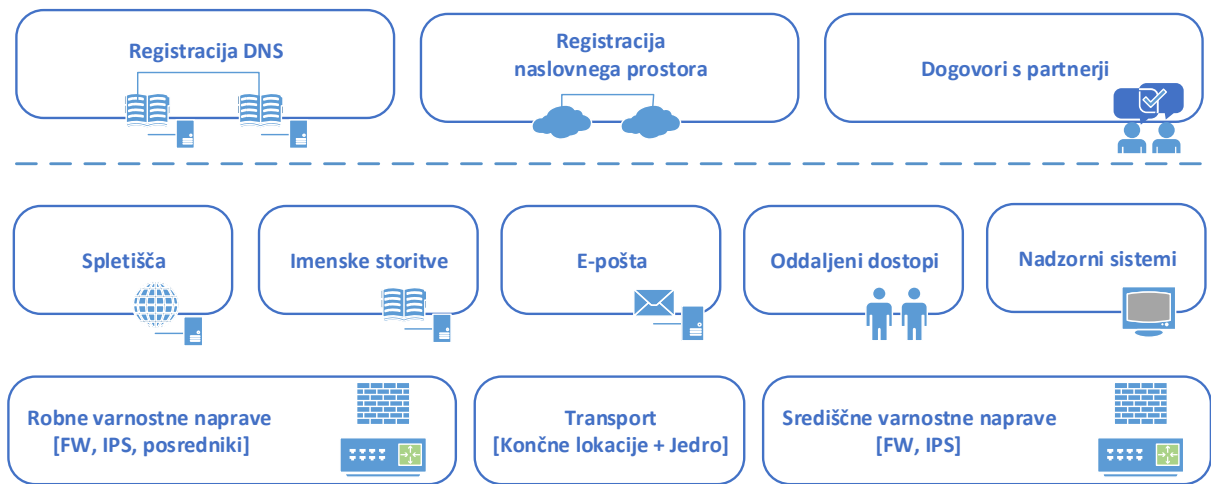 Registracija DNS
Registracija
naslovnega prostora
Dogovori s partnerji
Spletišča
Imenske storitve
E-pošta
Oddaljeni dostopi
Nadzorni sistemi
Robne varnostne naprave
[FW, IPS, posredniki]
Transport
[Končne lokacije + Jedro]
Središčne varnostne naprave
[FW, IPS]